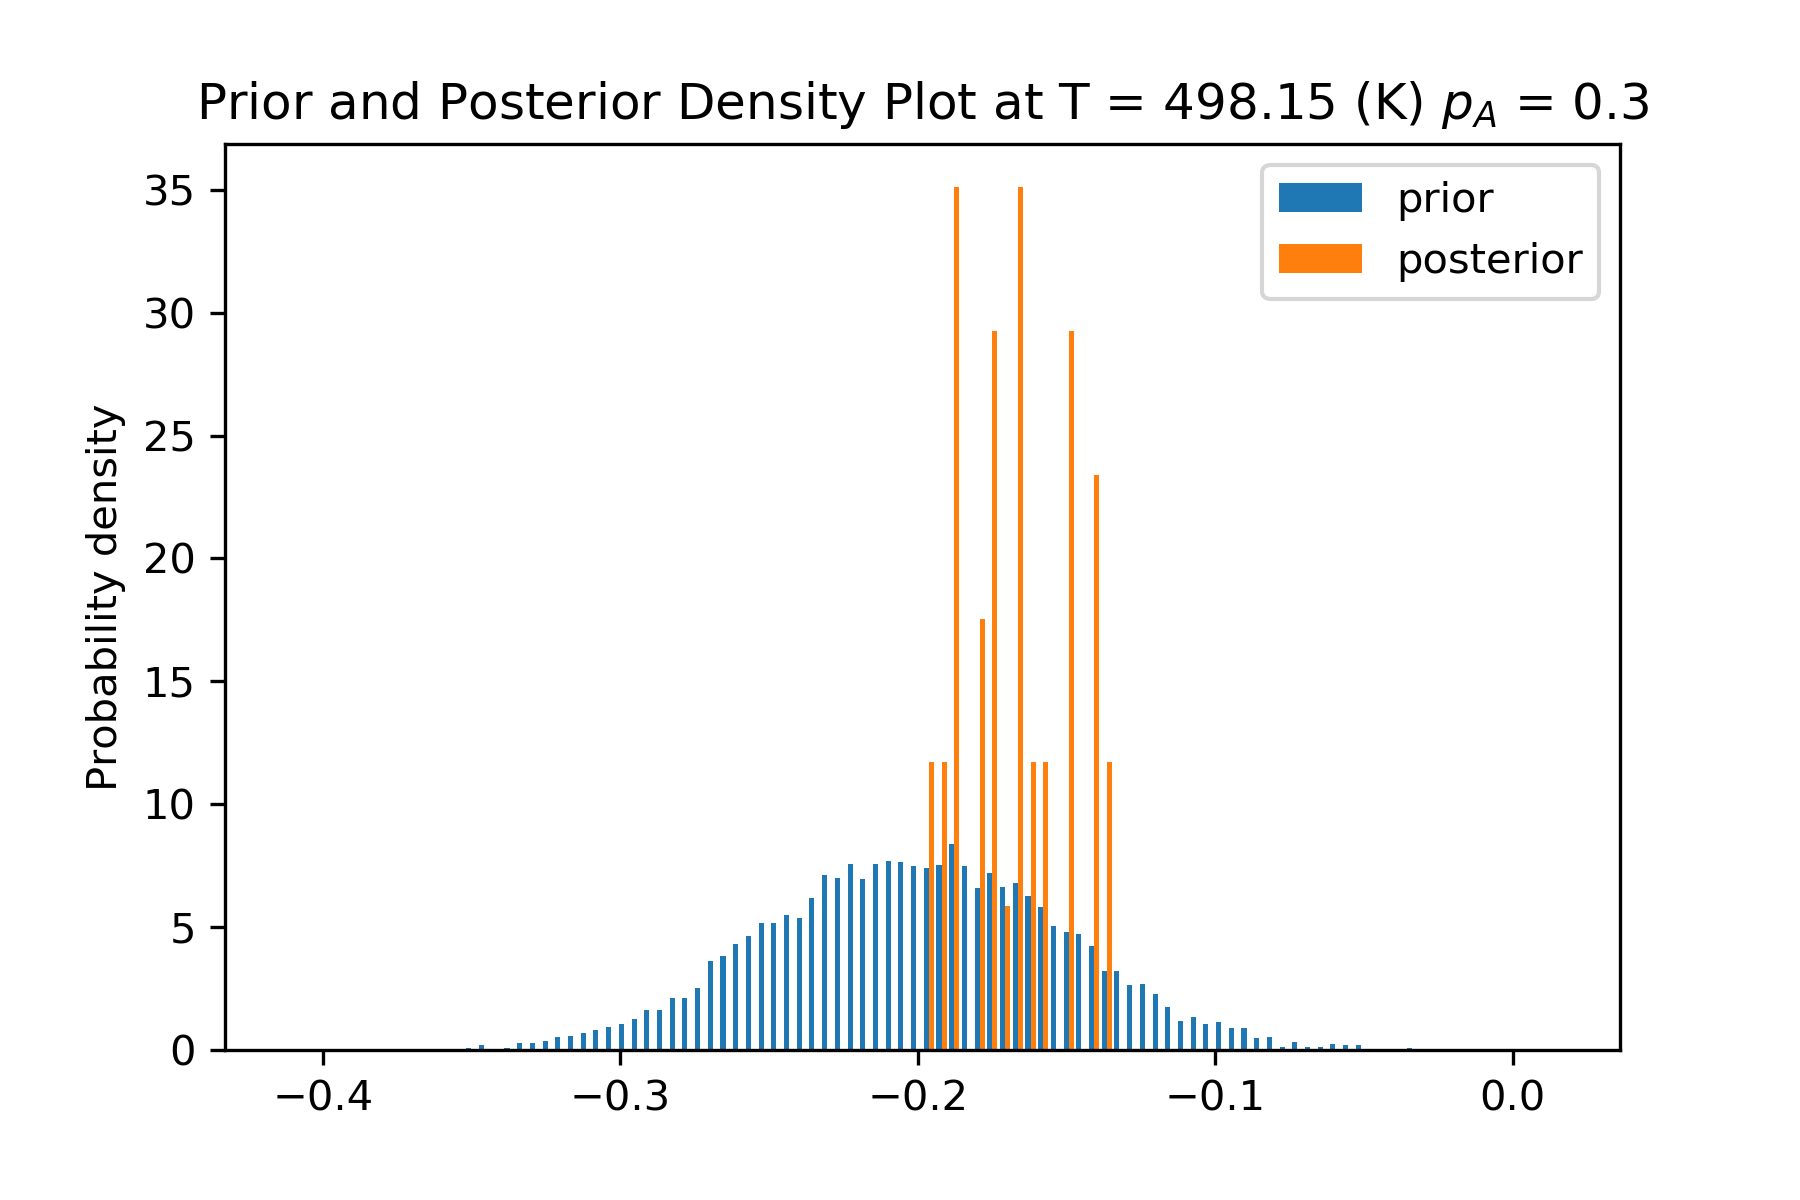 Prior and Posterior Density Plot at T = 498.15 (K) p_A = 0.3
prior
posterior
Probability density
35
30
25
20
15
10
5
0
−0.4 −0.3 −0.2 −0.1 0.0